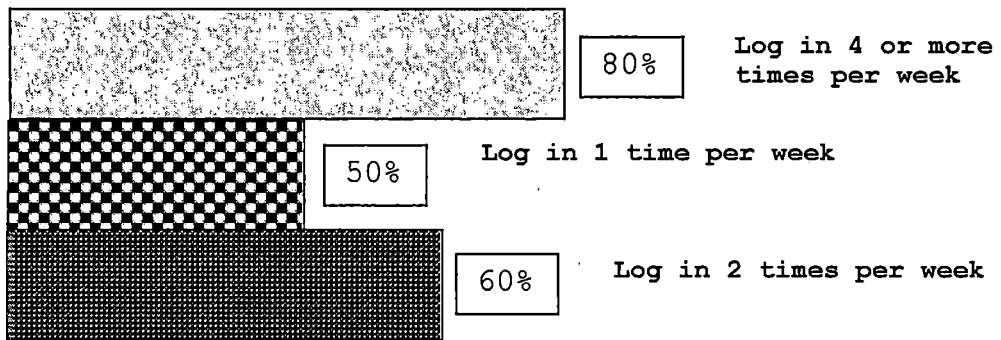 80%
Log in 4 or more
times per week
50%
Log in 1 time per week
60%
Log in 2 times per week